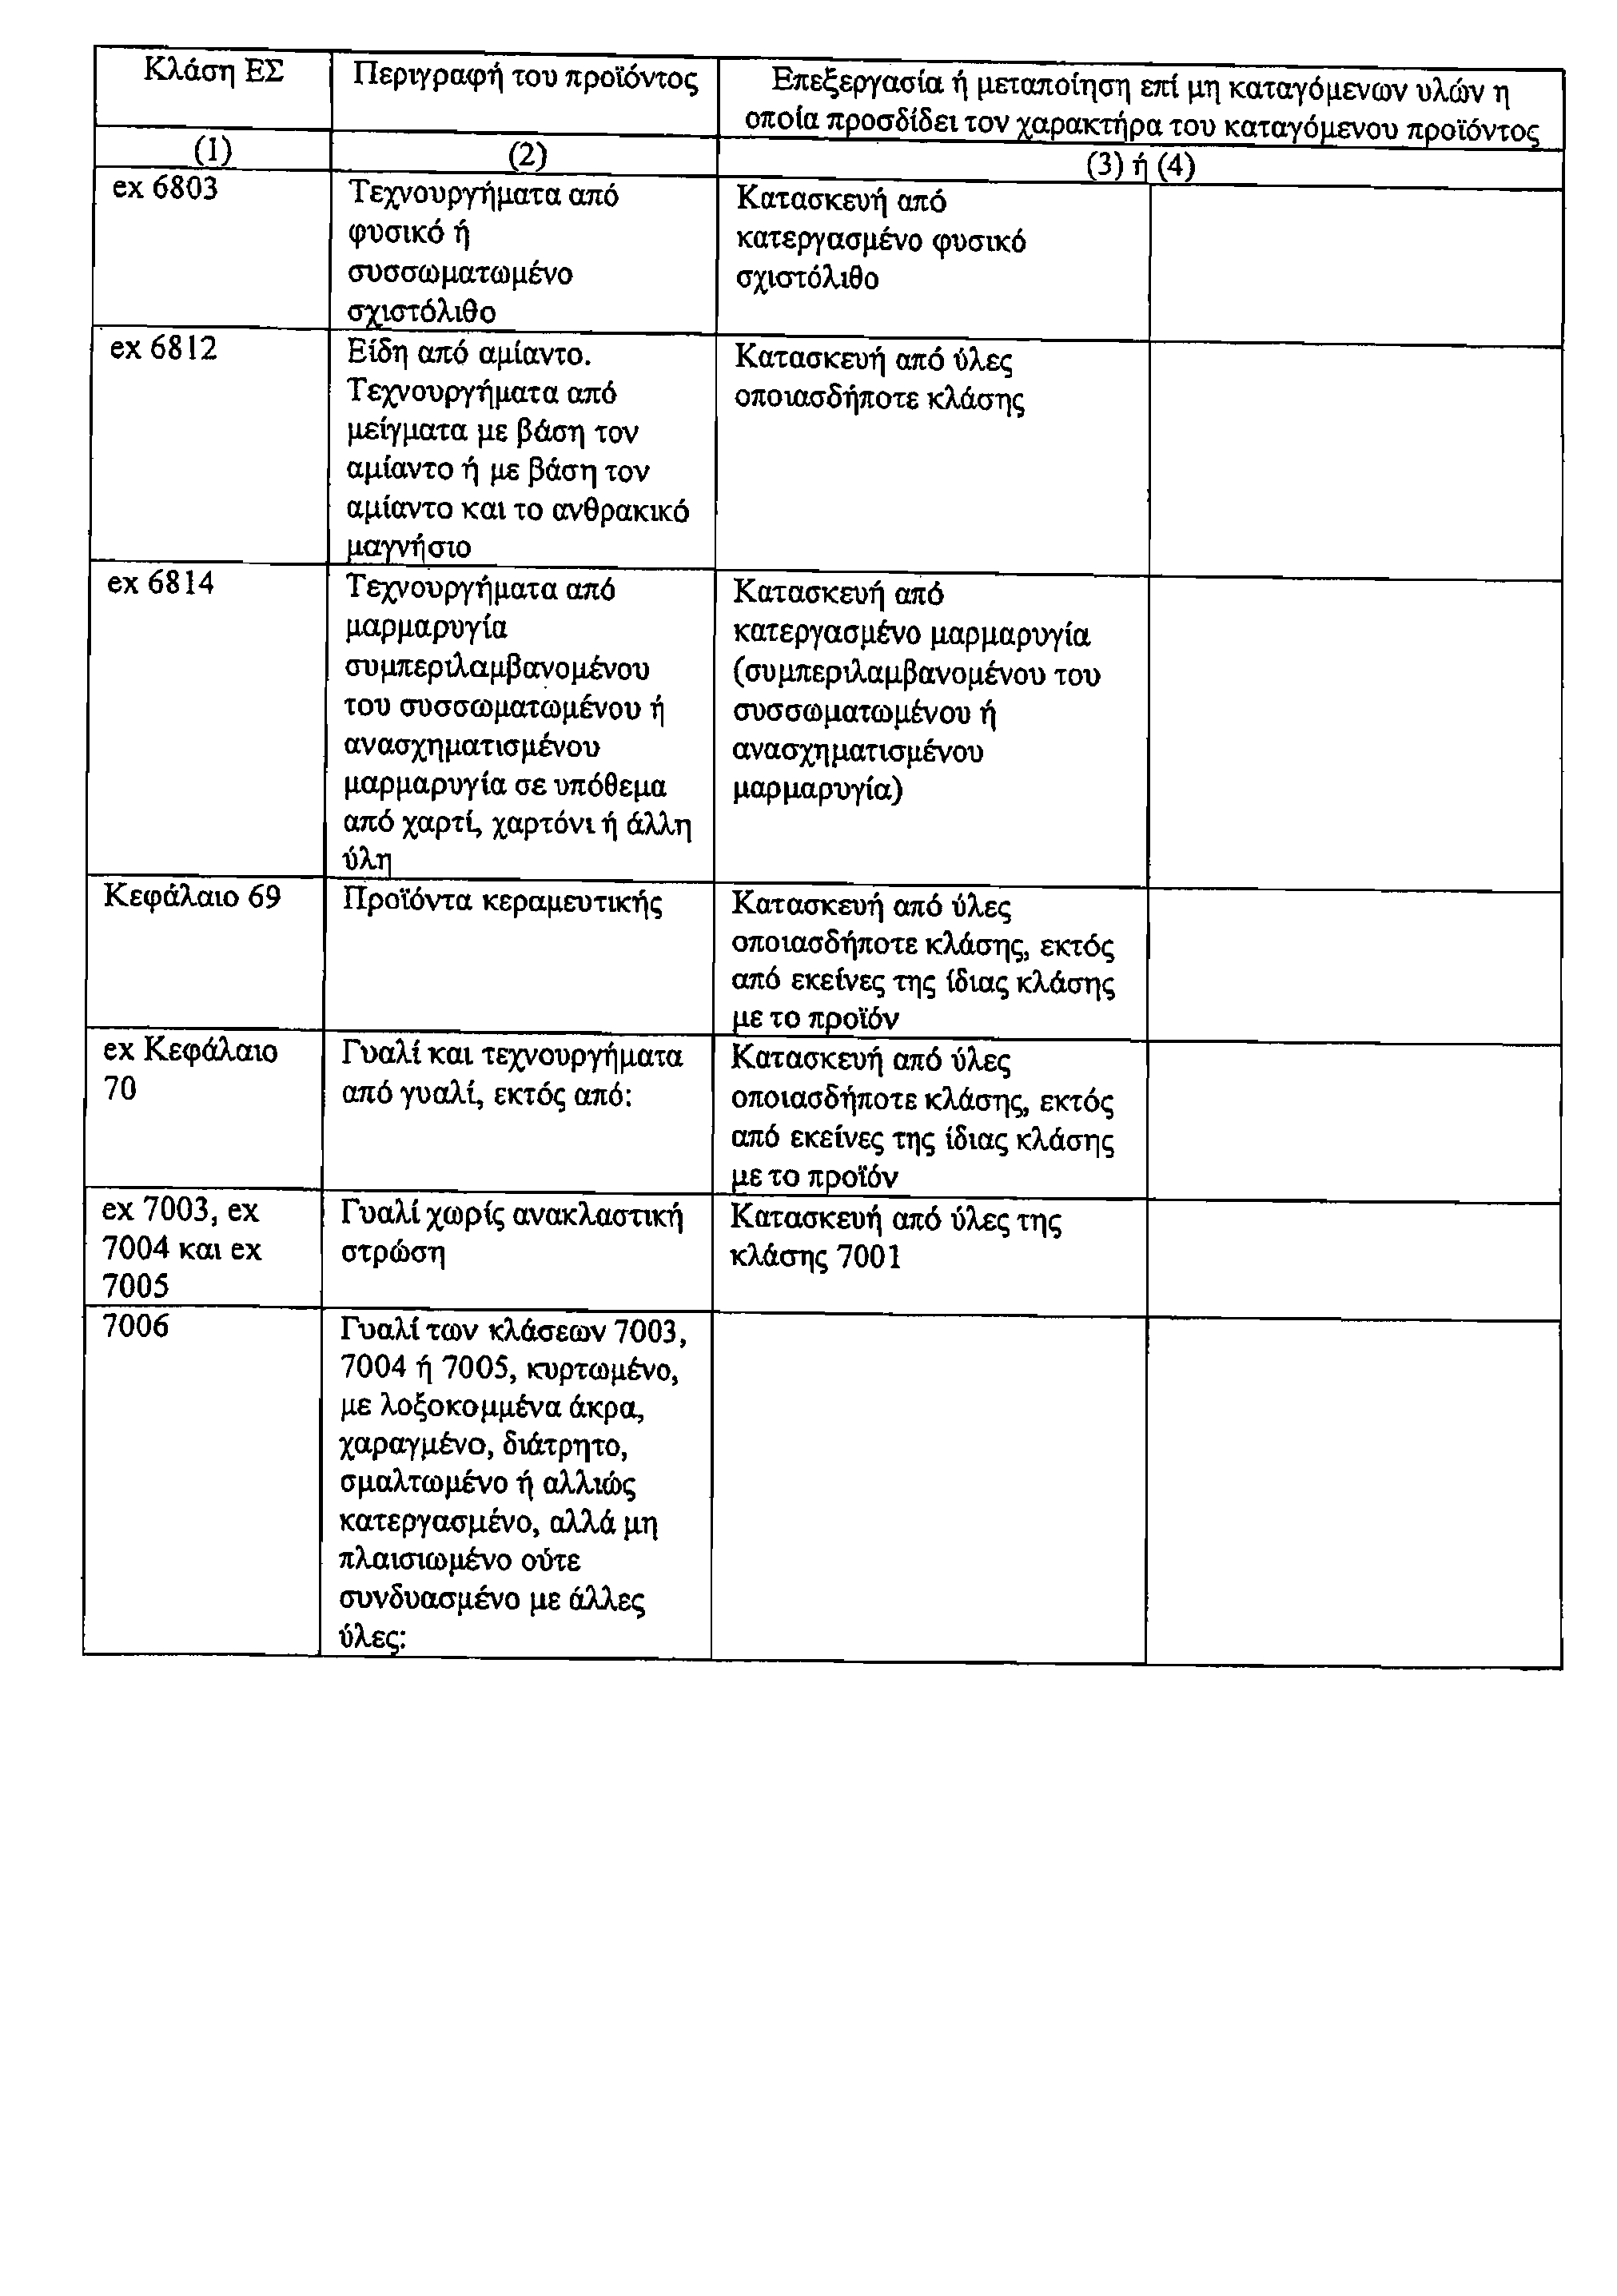 Κλάση ΕΣ
Περιγραφή του προϊόντος
Επεξεργασία ή μεταποίηση επί μη καταγόμενων υλών η
οποία προσδίδει τον χαρακτήρα του καταγόμενου προϊόντος
(1)
(2)
(3) ή (4)
ex 6803
Τεχνουργήματα από
φυσικό ή
συσσωματωμένο
σχιστόλιθο
Κατασκευή από
κατεργασμένο φυσικό
σχιστόλιθο
ex 6812
Είδη από αμίαντο.
Τεχνουργήματα από
μείγματα με βάση τον
αμίαντο ή με βάση τον
αμίαντο και το ανθρακικό
μαγνήσιο
Κατασκευή από ύλες
οποιασδήποτε κλάσης
ex 6814
Τεχνουργήματα από
μαρμαρυγία
συμπεριλαμβανομένου
του συσσωματωμένου ή
ανασχηματισμένου
μαρμαρυγία σε υπόθεμα
από χαρτί, χαρτόνι ή άλλη
ύλη
Κατασκευή από
κατεργασμένο μαρμαρυγία
(συμπεριλαμβανομένου του
συσσωματωμένου ή
ανασχηματισμένου
μαρμαρυγία)
Κεφάλαιο 69
Προϊόντα κεραμευτικής
Κατασκευή από ύλες
οποιασδήποτε κλάσης, εκτός
από εκείνες της ίδιας κλάσης
με το προϊόν
ex Κεφάλαιο
70
Γυαλί και τεχνουργήματα
από γυαλί, εκτός από:
Κατασκευή από ύλες
οποιασδήποτε κλάσης, εκτός
από εκείνες της ίδιας κλάσης
με το προϊόν
ex 7003, ex
7004 και ex
7005
Γυαλί χωρίς ανακλαστική
στρώση
Κατασκευή από ύλες της
κλάσης 7001
7006
Γυαλί των κλάσεων 7003,
7004 ή 7005, κυρτωμένο,
με λοξοκομμένα άκρα,
χαραγμένο, διάτρητο,
σμαλτωμένο ή αλλιώς
κατεργασμένο, αλλά μη
πλαισιωμένο ούτε
συνδυασμένο με άλλες
ύλες: